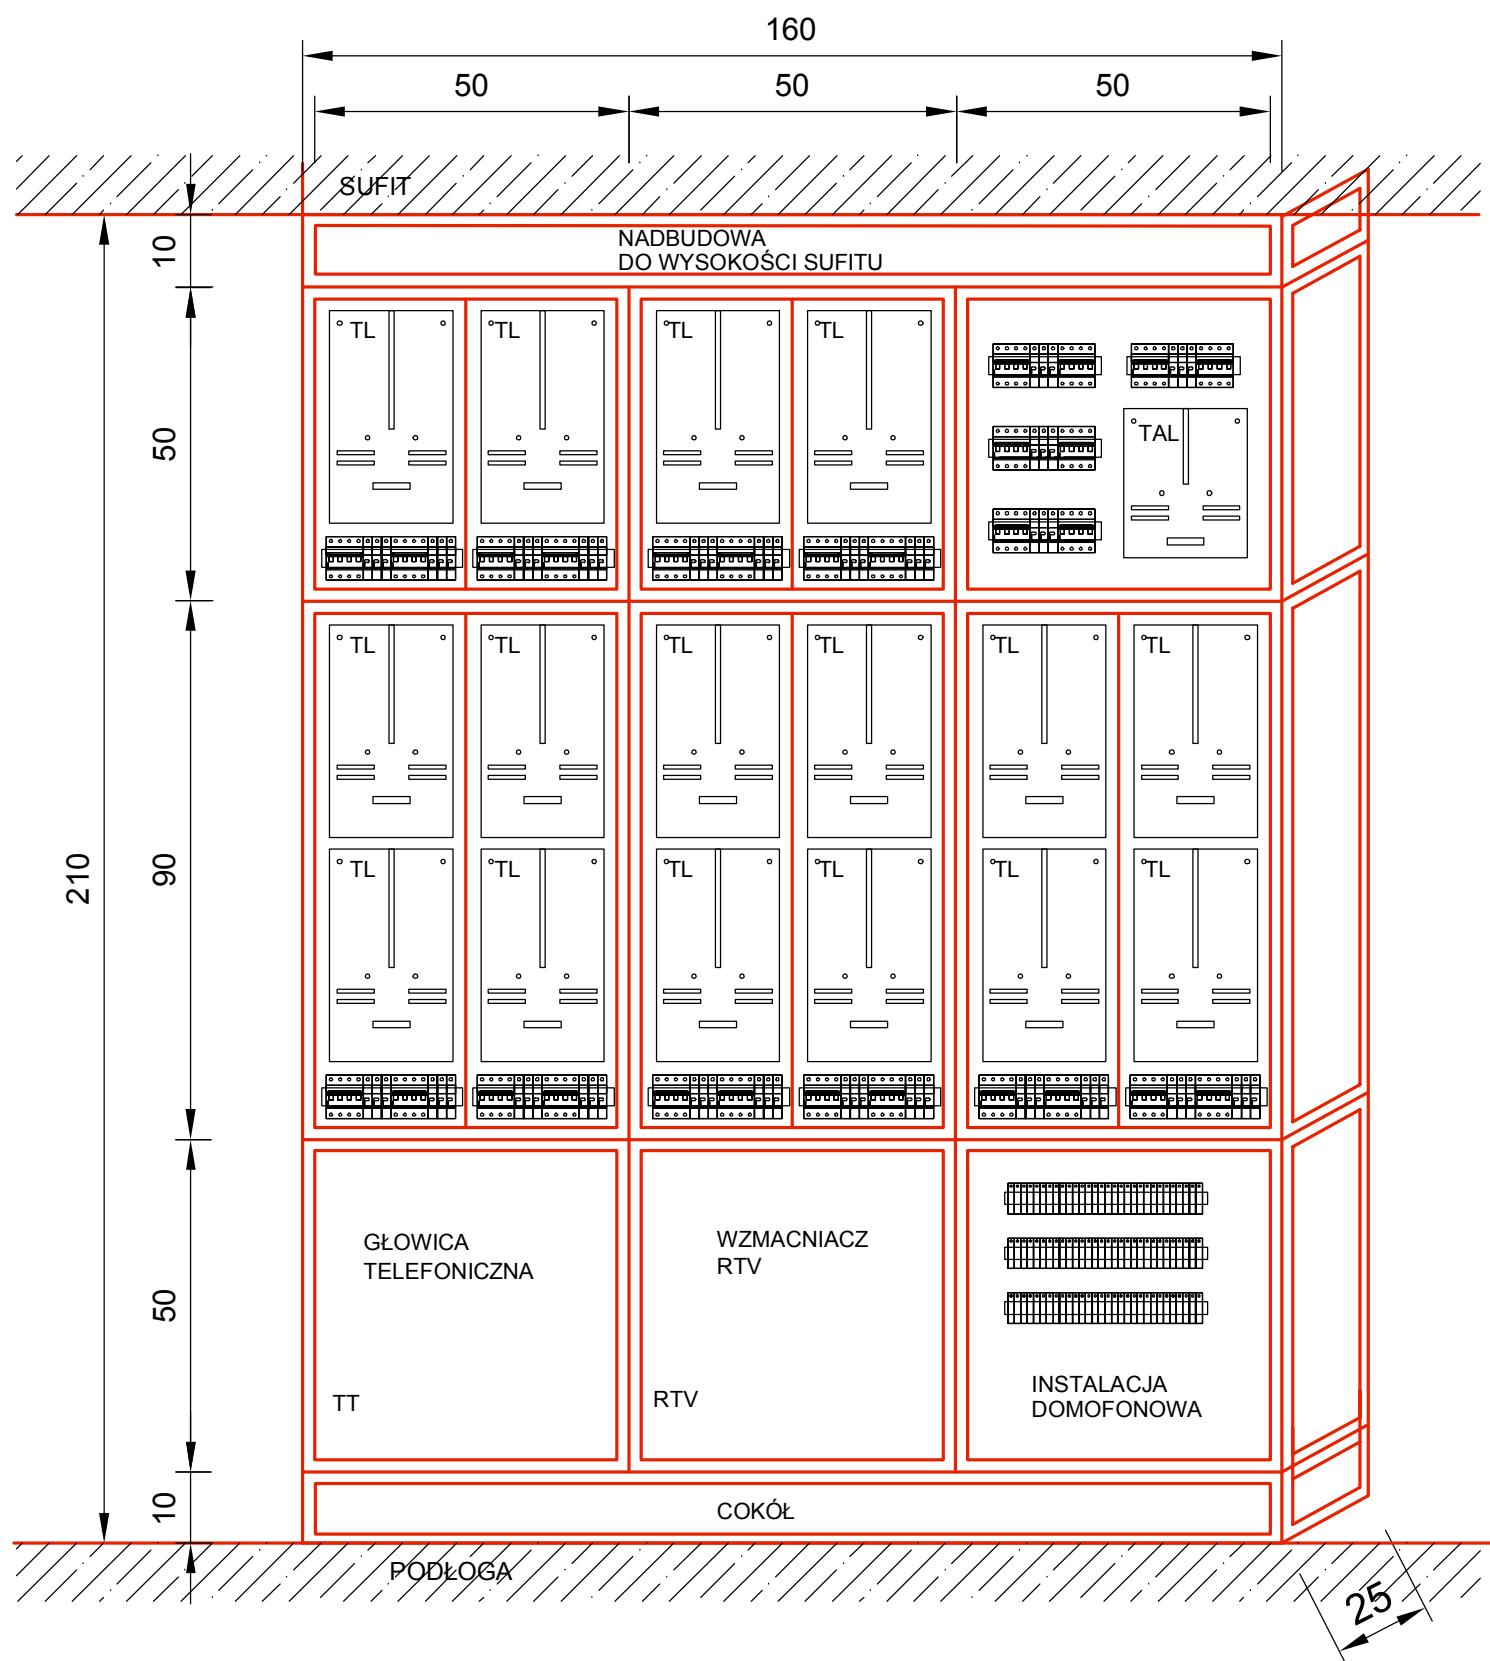 160
50 50 50
SUFIT
10
NADBUDOWA
DO WYSOKOŚCI SUFITU
50
TL TL TL TL
TAL
210
90
TL TL TL TL TL TL
TL TL TL TL TL TL
50
GŁOWICA
TELEFONICZNA
WZMACNIACZ
RTV
TT
RTV
INSTALACJA
DOMOFONOWA
10
COKÓŁ
PODŁOGA
25